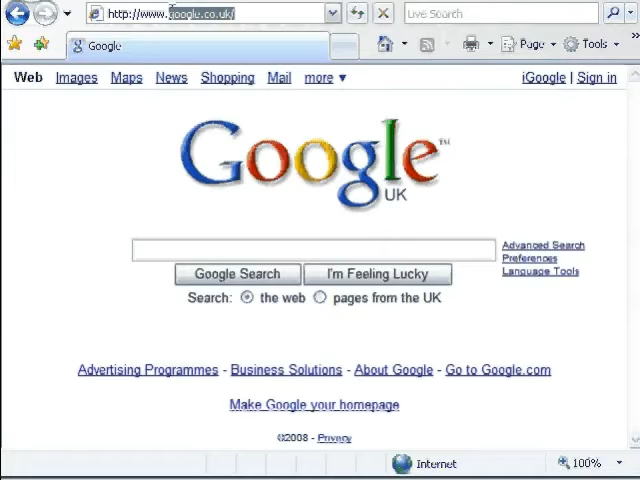 http://www.google.co.uk/
Live Search
Google
Page
Tools
Web Images Maps News Shopping Mail more ▼
iGoogle | Sign in
Google™
UK
Advanced Search
Preferences
Language Tools
Google Search
I'm Feeling Lucky
Search: the web pages from the UK
Advertising Programmes - Business Solutions - About Google - Go to Google.com
Make Google your homepage
©2008 - Privacy
Internet
100%